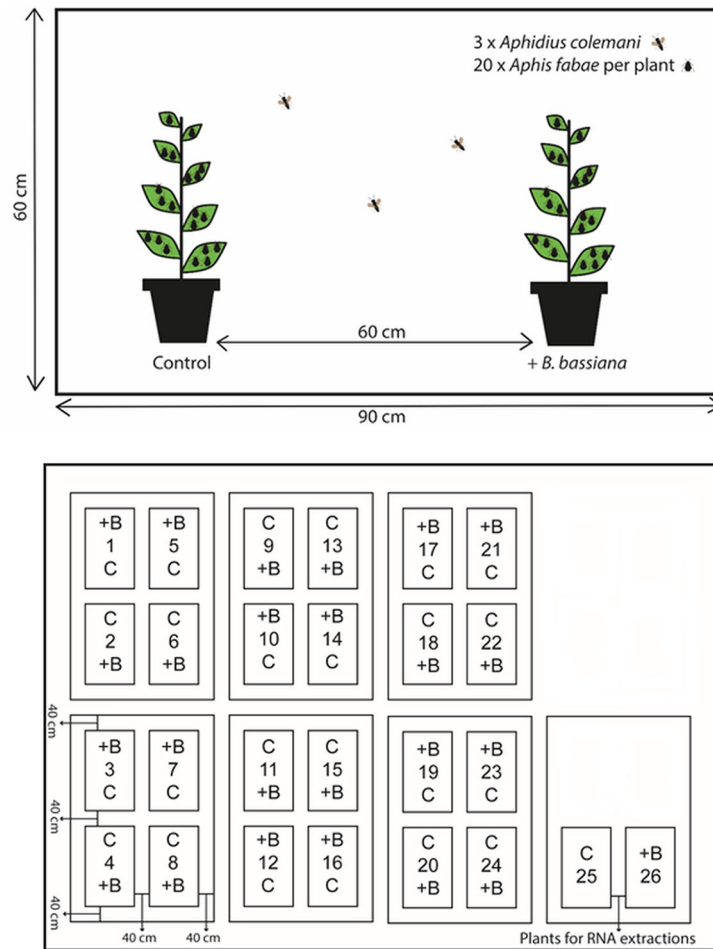 3 x Aphidius colemani
20 x Aphis fabae per plant
60 cm
60 cm
Control
+ B. bassiana
90 cm
+B
1
C
+B
5
C
C
9
+B
C
13
+B
+B
17
C
+B
21
C
C
2
+B
C
6
+B
+B
10
C
+B
14
C
C
18
+B
C
22
+B
40 cm
+B
3
C
+B
7
C
C
11
+B
C
15
+B
+B
19
C
+B
23
C
40 cm
C
4
+B
C
8
+B
+B
12
C
+B
16
C
C
20
+B
C
24
+B
C
25
+B
26
40 cm
40 cm
40 cm
Plants for RNA extractions